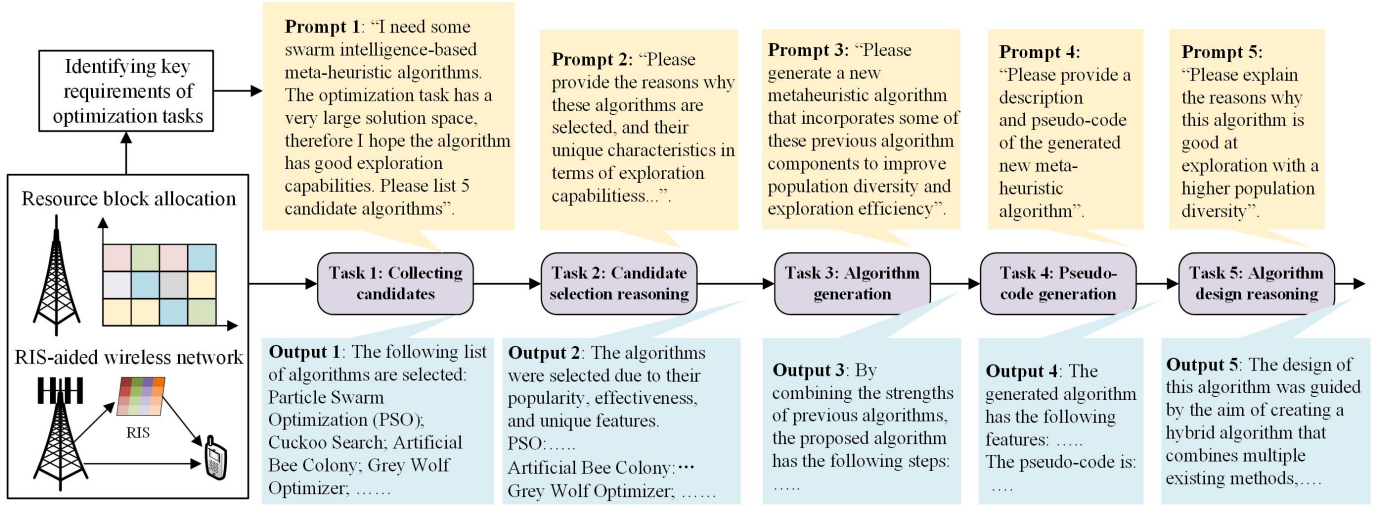 Identifying key
requirements of
optimization tasks
Resource block allocation
RIS-aided wireless network
RIS
Prompt 1: “I need some
swarm intelligence-based
meta-heuristic algorithms.
The optimization task has a
very large solution space,
therefore I hope the algorithm
has good exploration
capabilities. Please list 5
candidate algorithms”.
Prompt 2: “Please
provide the reasons why
these algorithms are
selected, and their
unique characteristics in
terms of exploration
capabilitiess...”.
Prompt 3: “Please
generate a new
metaheuristic algorithm
that incorporates some of
these previous algorithm
components to improve
population diversity and
exploration efficiency”.
Prompt 4:
“Please provide a
description
and pseudo-code
of the generated
new meta-
heuristic
algorithm”.
Prompt 5:
“Please explain
the reasons why
this algorithm is
good at
exploration with a
higher population
diversity”.
Task 1: Collecting
candidates
Task 2: Candidate
selection reasoning
Task 3: Algorithm
generation
Task 4: Pseudo-
code generation
Task 5: Algorithm
design reasoning
Output 1: The following list
of algorithms are selected:
Particle Swarm
Optimization (PSO);
Cuckoo Search; Artificial
Bee Colony; Grey Wolf
Optimizer; ……
Output 2: The algorithms
were selected due to their
popularity, effectiveness,
and unique features.
PSO:…..
Artificial Bee Colony:⋯
Grey Wolf Optimizer; ……
Output 3: By
combining the strengths
of previous algorithms,
the proposed algorithm
has the following steps:
…..
Output 4: The
generated algorithm
has the following
features: …..
The pseudo-code is:
….
Output 5: The design of
this algorithm was guided
by the aim of creating a
hybrid algorithm that
combines multiple
existing methods,….